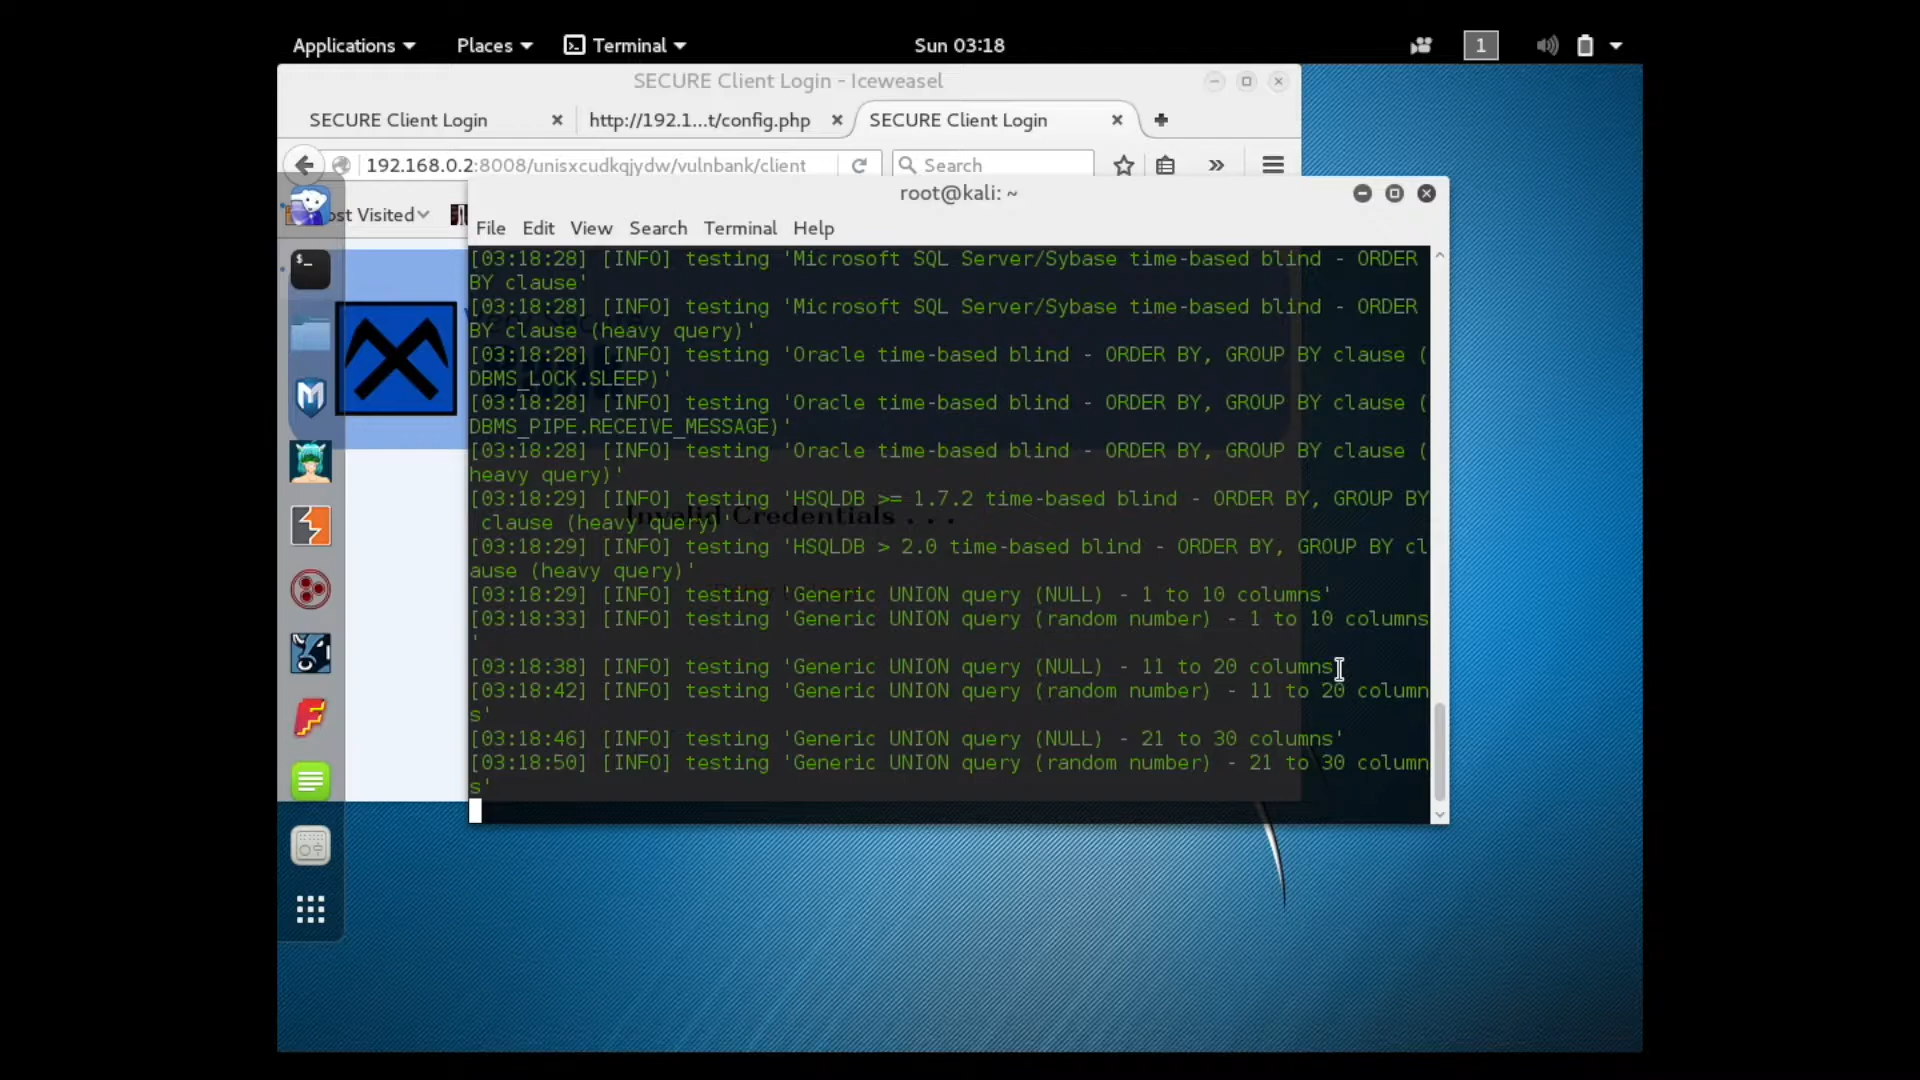 Applications Places Terminal Sun 03:18 1
SECURE Client Login - Iceweasel
SECURE Client Login http://192.1...t/config.php SECURE Client Login
192.168.0.2:8008/unisxcudkqjydw/vulnbank/client Search
root@kali: ~
ost Visited
File Edit View Search Terminal Help
[03:18:28] [INFO] testing 'Microsoft SQL Server/Sybase time-based blind - ORDER
BY clause'
[03:18:28] [INFO] testing 'Microsoft SQL Server/Sybase time-based blind - ORDER
BY clause (heavy query)'
[03:18:28] [INFO] testing 'Oracle time-based blind - ORDER BY, GROUP BY clause (
DBMS_LOCK.SLEEP)'
[03:18:28] [INFO] testing 'Oracle time-based blind - ORDER BY, GROUP BY clause (
DBMS_PIPE.RECEIVE_MESSAGE)'
[03:18:28] [INFO] testing 'Oracle time-based blind - ORDER BY, GROUP BY clause (
heavy query)'
[03:18:29] [INFO] testing 'HSQLDB >= 1.7.2 time-based blind - ORDER BY, GROUP BY
clause (heavy query)'
Invalid Credentials . . .
[03:18:29] [INFO] testing 'HSQLDB > 2.0 time-based blind - ORDER BY, GROUP BY cl
ause (heavy query)'
[03:18:29] [INFO] testing 'Generic UNION query (NULL) - 1 to 10 columns'
[03:18:33] [INFO] testing 'Generic UNION query (random number) - 1 to 10 columns
'
[03:18:38] [INFO] testing 'Generic UNION query (NULL) - 11 to 20 columns'
[03:18:42] [INFO] testing 'Generic UNION query (random number) - 11 to 20 column
s'
[03:18:46] [INFO] testing 'Generic UNION query (NULL) - 21 to 30 columns'
[03:18:50] [INFO] testing 'Generic UNION query (random number) - 21 to 30 column
s'